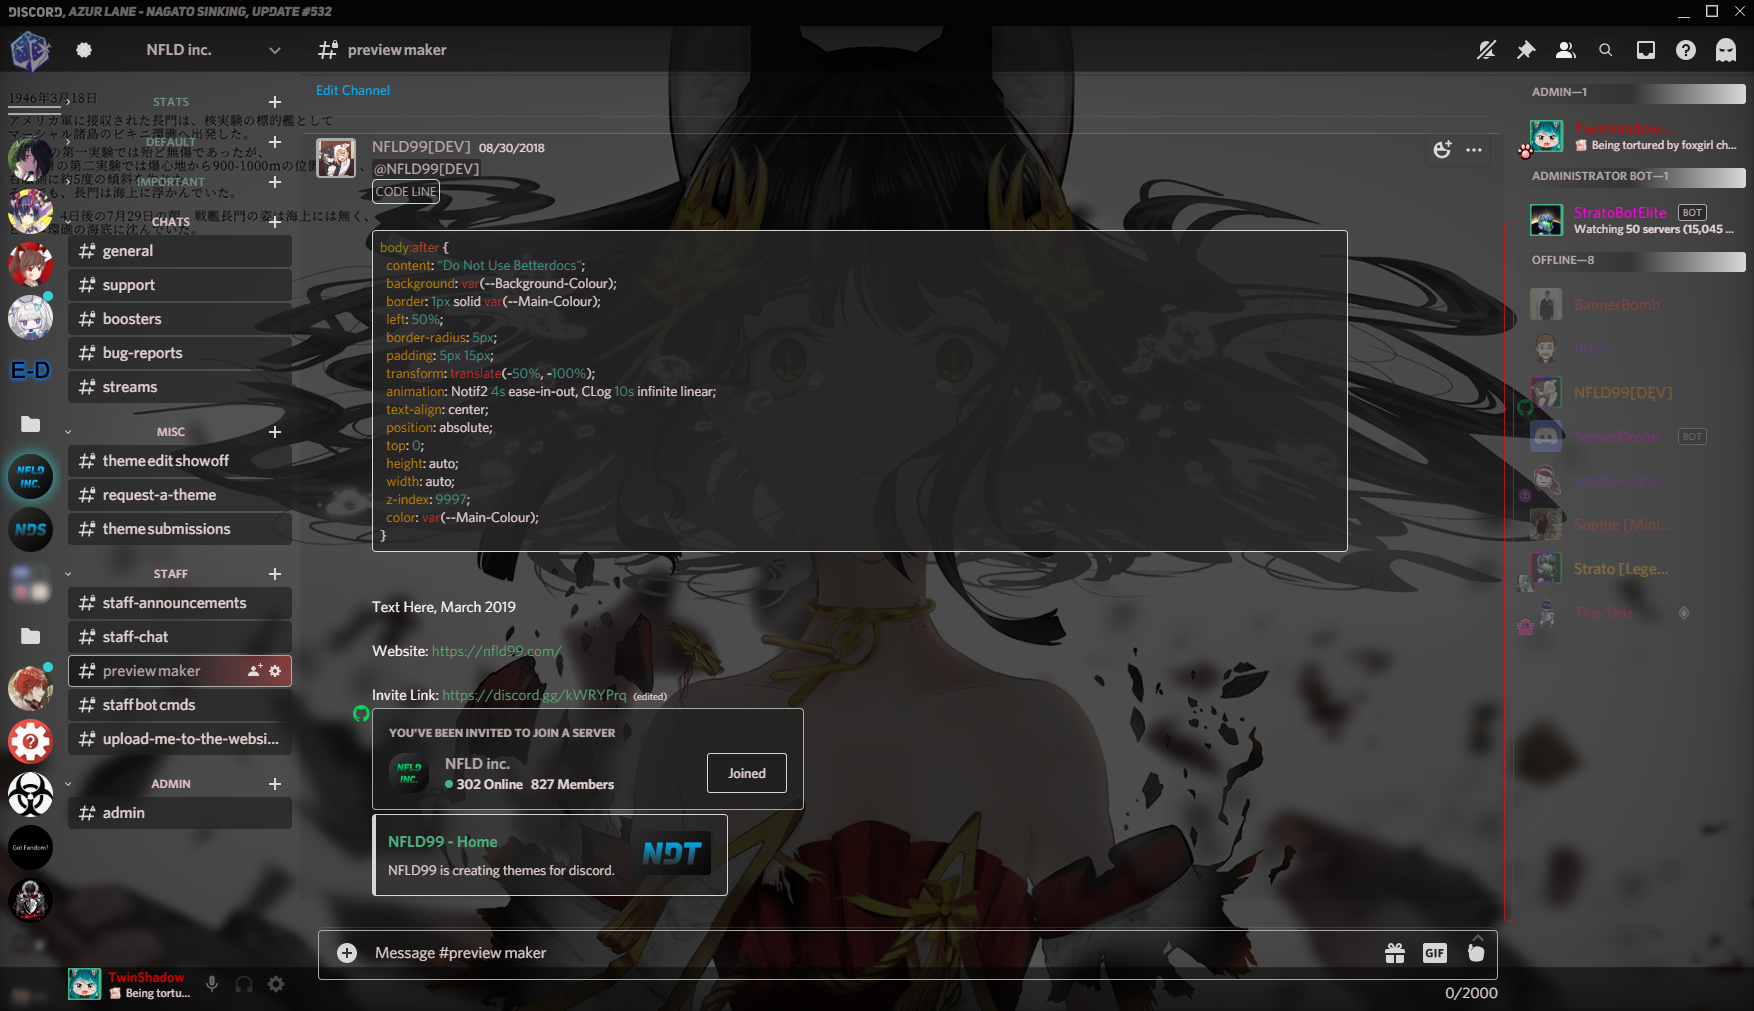 DISCORD, AZUR LANE - NAGATO SINKING, UPDATE #532
NFLD inc.
preview maker
Edit Channel
1946年3月18日
アメリカ軍に接収された長門は、核実験の標的艦として
マーシャル諸島のビキニ環礁へ出発した。
の第一実験では殆ど無傷であったが、
の第二実験では爆心地から900-1000mの位置
に約5度の傾斜を
も、長門は海上に浮かんでいた。
4日後の7月29日の朝、戦艦長門の姿は海上には無く、
環礁の海底に沈んでいた。
STATS
DEFAULT
IMPORTANT
CHATS
general
support
boosters
bug-reports
streams
MISC
theme edit showoff
request-a-theme
theme submissions
STAFF
staff-announcements
staff-chat
preview maker
staff bot cmds
upload-me-to-the-websi...
ADMIN
admin
E-D
NFLD
INC.
NDS
Got Fandom?
TwinShadow
Being tortu...
NFLD99[DEV] 08/30/2018
@NFLD99[DEV]
CODE LINE
body:after {
content: "Do Not Use Betterdocs";
background: var(--Background-Colour);
border: 1px solid var(--Main-Colour);
left: 50%;
border-radius: 5px;
padding: 5px 15px;
transform: translate(-50%, -100%);
animation: Notif2 4s ease-in-out, CLog 10s infinite linear;
text-align: center;
position: absolute;
top: 0;
height: auto;
width: auto;
z-index: 9997;
color: var(--Main-Colour);
}
Text Here, March 2019
Website: https://nfld99.com/
Invite Link: https://discord.gg/kWRYPrq (edited)
YOU'VE BEEN INVITED TO JOIN A SERVER
NFLD
INC.
NFLD inc.
302 Online 827 Members
Joined
NFLD99 - Home
NFLD99 is creating themes for discord.
NDT
Message #preview maker
GIF
0/2000
ADMIN—1
TwinShadow...
Being tortured by foxgirl ch...
ADMINISTRATOR BOT—1
StratoBotElite BOT
Watching 50 servers (15,045 ...
OFFLINE—8
BannerBomb
Brick
NFLD99[DEV]
ServerDrone BOT
ShadowDevil...
Sophie [Mini...
Strato [Lege...
The-Shiz